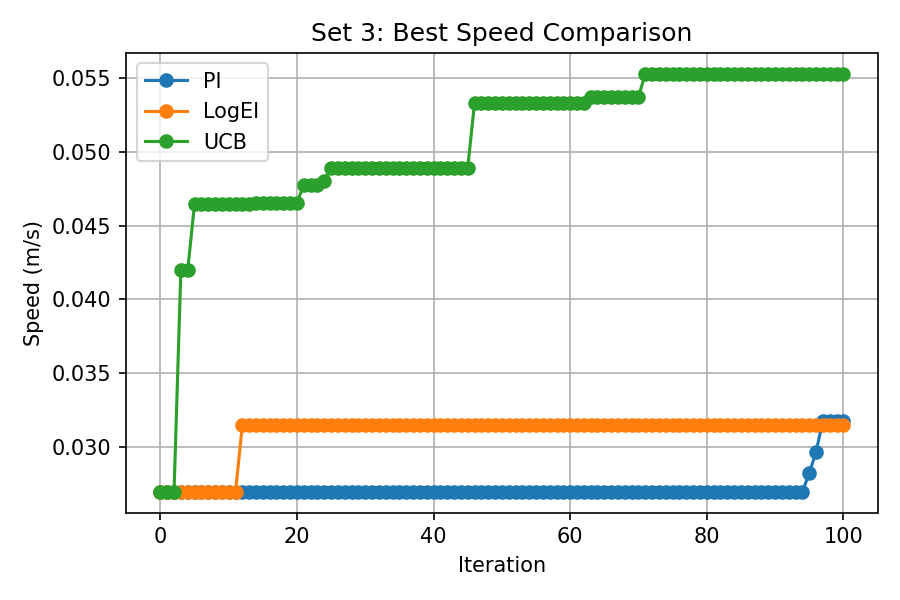 Set 3: Best Speed Comparison
PI
LogEI
UCB
Speed (m/s)
0.055
0.050
0.045
0.040
0.035
0.030
0 20 40 60 80 100
Iteration